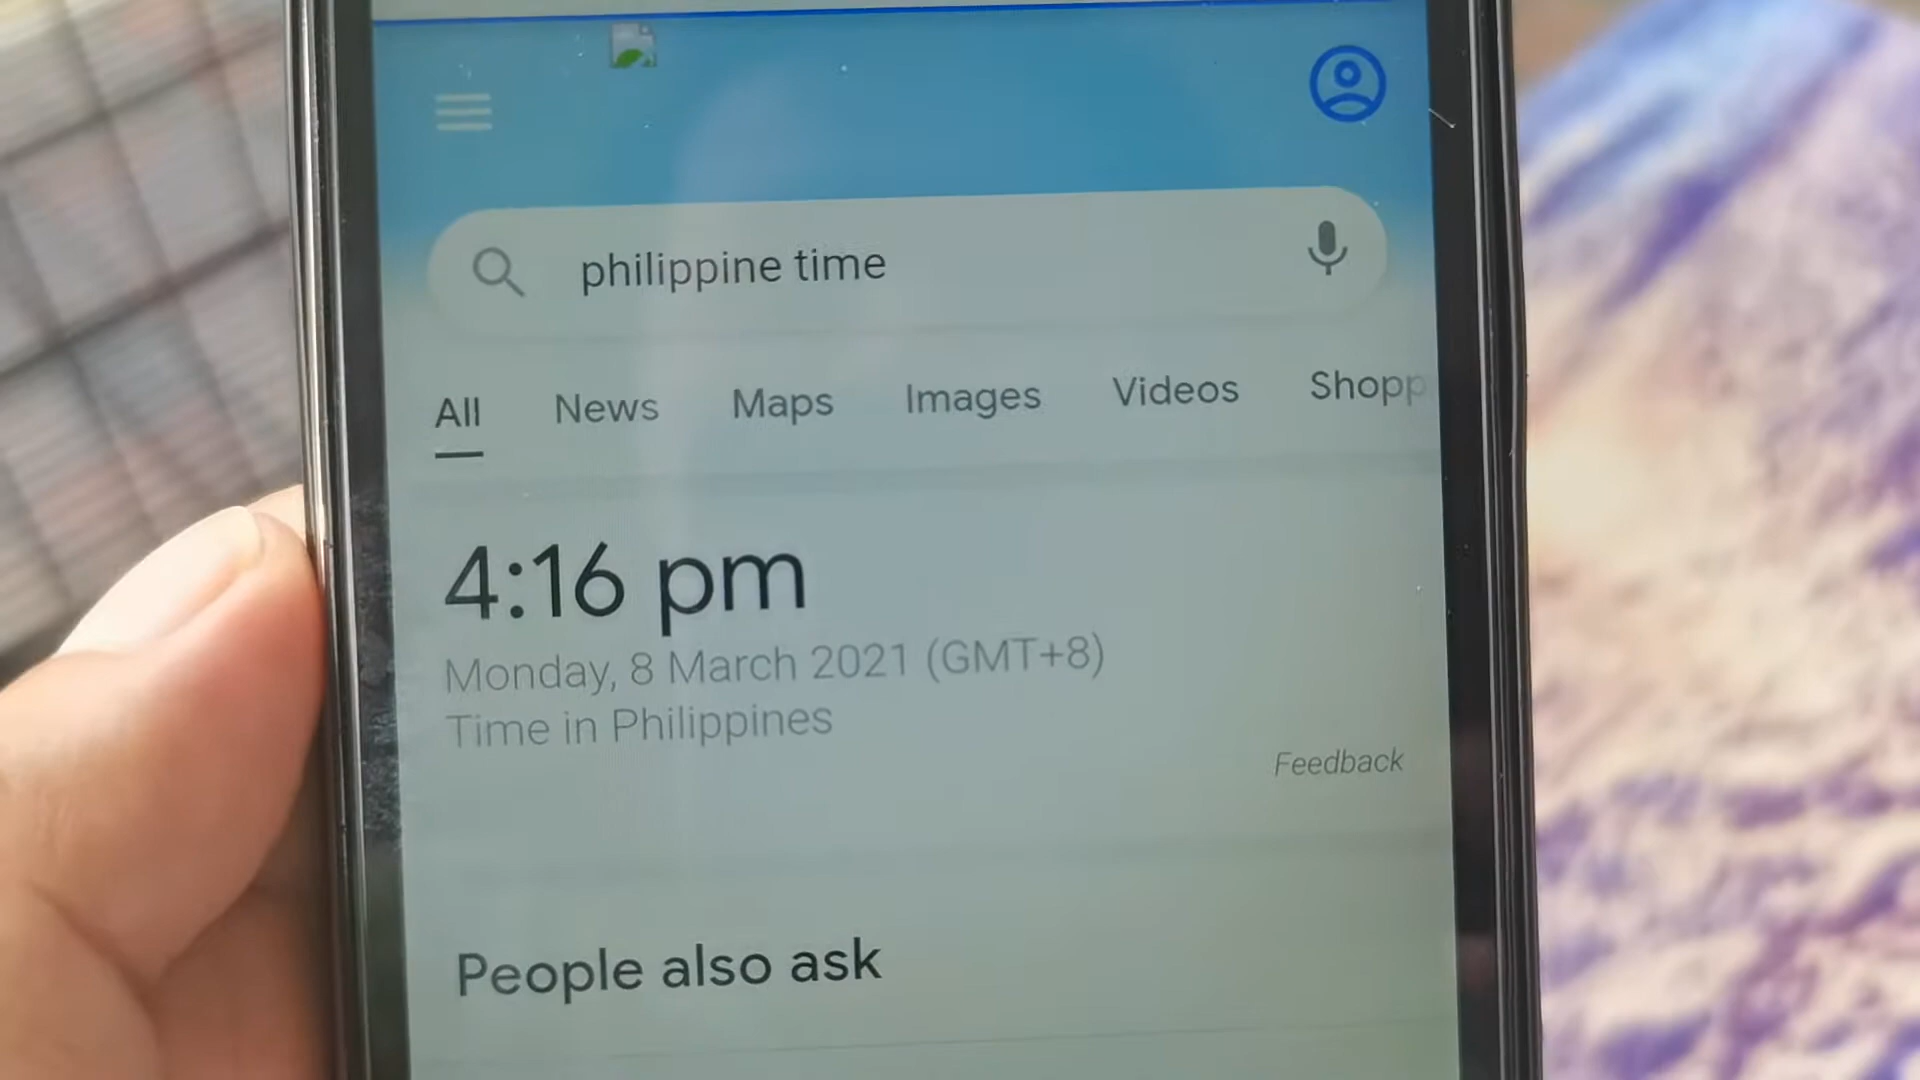 philippine time
All News Maps Images Videos Shopp
4:16 pm
Monday, 8 March 2021 (GMT+8)
Time in Philippines
Feedback
People also ask